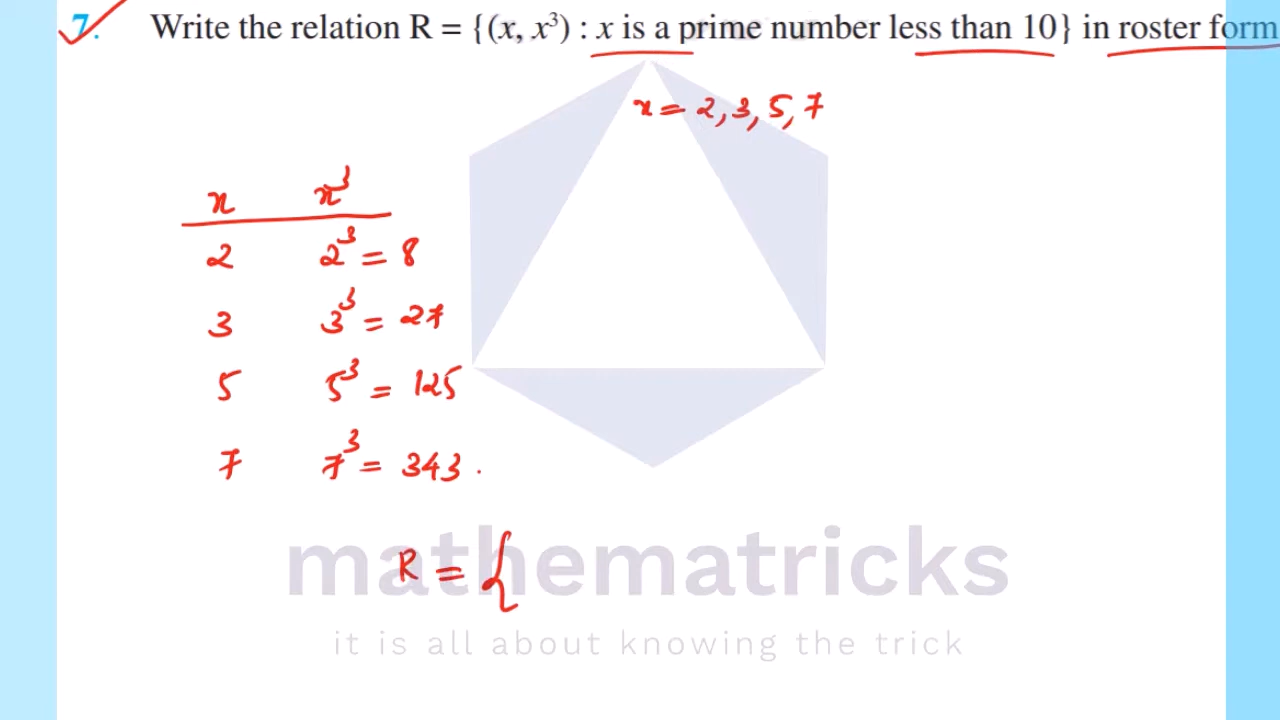 7. Write the relation R = {(x, x³) : x is a prime number less than 10} in roster form
x = 2, 3, 5, 7
x x³
2 2³ = 8
3 3³ = 27
5 5³ = 125
7 7³ = 343.
R = {
mathematricks
it is all about knowing the trick